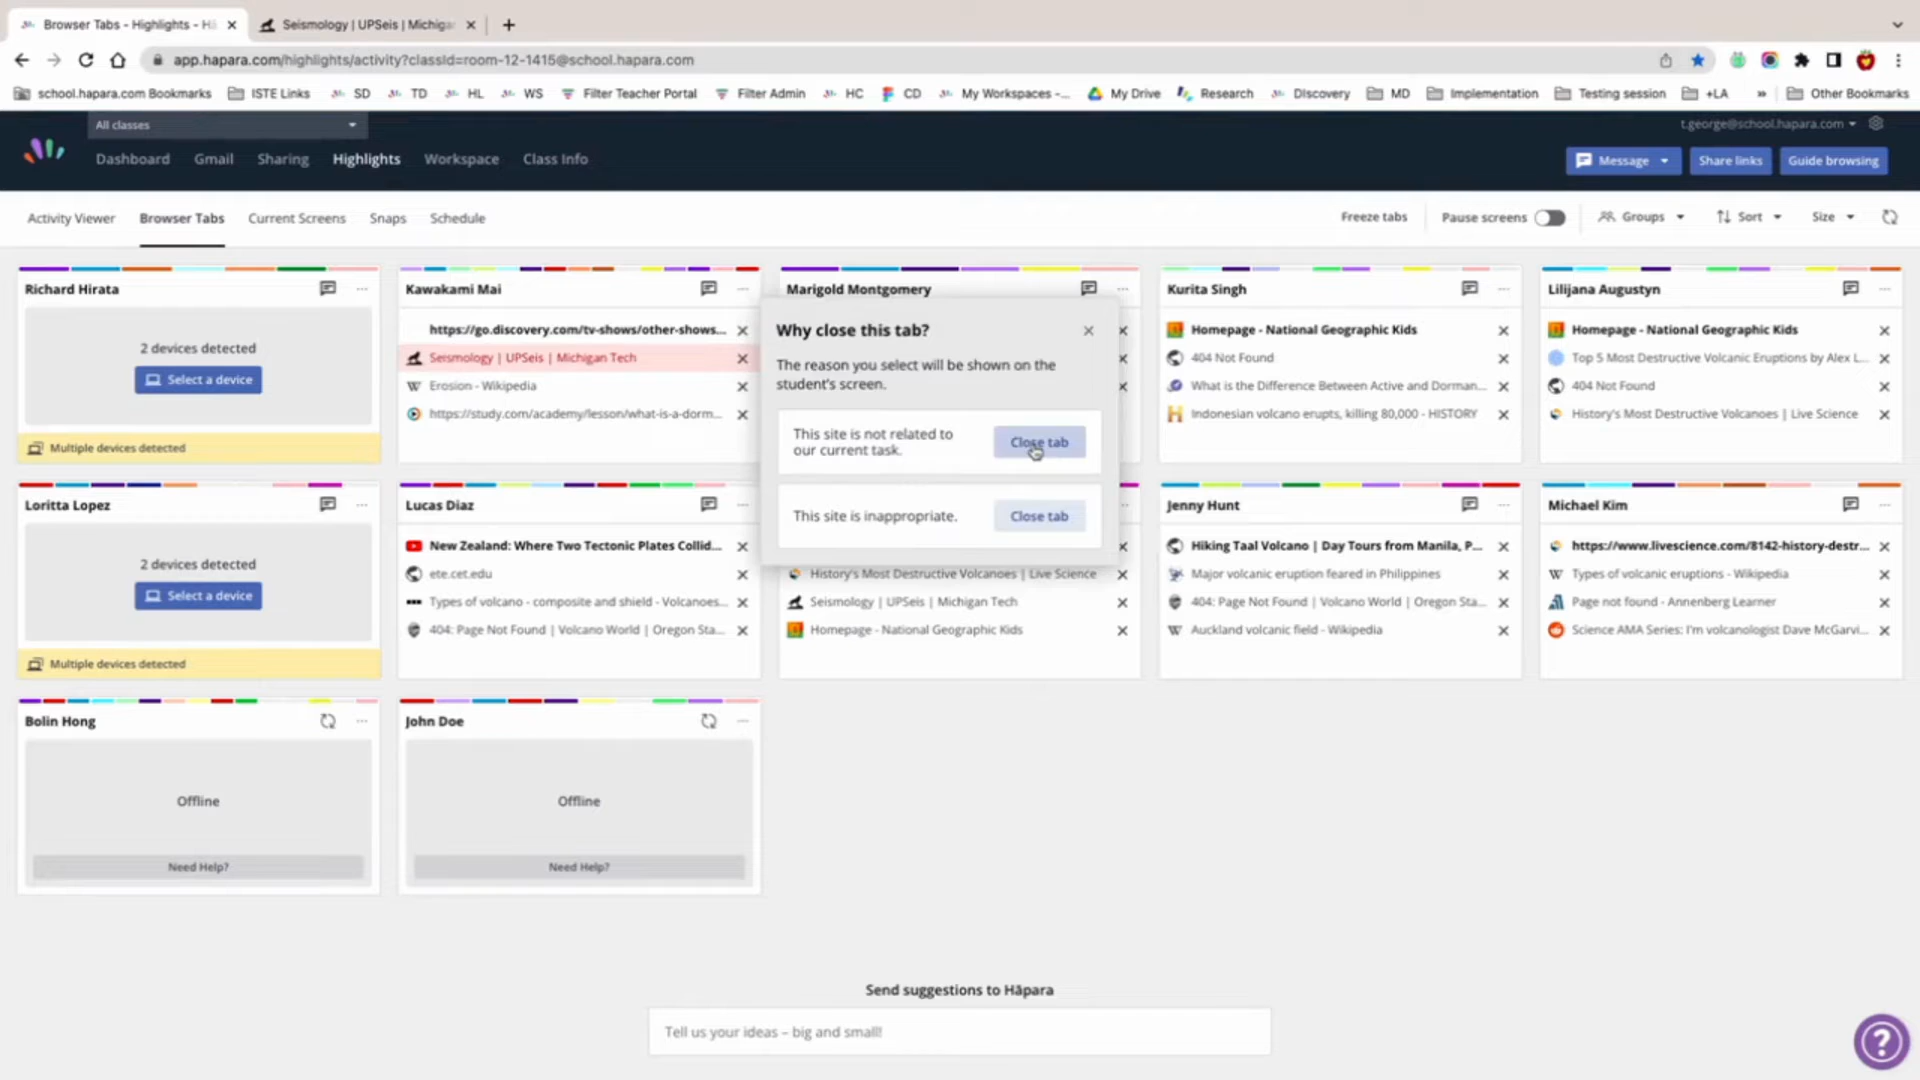 Browser Tabs - Highlights - Hā
Seismology | UPSeis | Michiga
app.hapara.com/highlights/activity?classId=room-12-1415@school.hapara.com
school.hapara.com Bookmarks
ISTE Links
SD
TD
HL
WS
Filter Teacher Portal
Filter Admin
HC
CD
My Workspaces -...
My Drive
Research
Discovery
MD
Implementation
Testing session
+LA
»
Other Bookmarks
All classes
t.george@school.hapara.com
Dashboard
Gmail
Sharing
Highlights
Workspace
Class Info
Message
Share links
Guide browsing
Activity Viewer
Browser Tabs
Current Screens
Snaps
Schedule
Freeze tabs
Pause screens
Groups
Sort
Size
Richard Hirata
2 devices detected
Select a device
Multiple devices detected
Kawakami Mai
https://go.discovery.com/tv-shows/other-shows...
Seismology | UPSeis | Michigan Tech
Erosion - Wikipedia
https://study.com/academy/lesson/what-is-a-dorm...
Marigold Montgomery
Why close this tab?
The reason you select will be shown on the
student's screen.
This site is not related to
our current task.
Close tab
This site is inappropriate.
Close tab
Kurita Singh
Homepage - National Geographic Kids
404 Not Found
What is the Difference Between Active and Dorman...
Indonesian volcano erupts, killing 80,000 - HISTORY
Lilijana Augustyn
Homepage - National Geographic Kids
Top 5 Most Destructive Volcanic Eruptions by Alex L...
404 Not Found
History's Most Destructive Volcanoes | Live Science
Loritta Lopez
2 devices detected
Select a device
Multiple devices detected
Lucas Diaz
New Zealand: Where Two Tectonic Plates Collid...
ete.cet.edu
Types of volcano - composite and shield - Volcanoes...
404: Page Not Found | Volcano World | Oregon Sta...
History's Most Destructive Volcanoes | Live Science
Seismology | UPSeis | Michigan Tech
Homepage - National Geographic Kids
Jenny Hunt
Hiking Taal Volcano | Day Tours from Manila, P...
Major volcanic eruption feared in Philippines
404: Page Not Found | Volcano World | Oregon Sta...
Auckland volcanic field - Wikipedia
Michael Kim
https://www.livescience.com/8142-history-destr...
Types of volcanic eruptions - Wikipedia
Page not found - Annenberg Learner
Science AMA Series: I'm volcanologist Dave McGarvi...
Bolin Hong
Offline
Need Help?
John Doe
Offline
Need Help?
Send suggestions to Hāpara
Tell us your ideas – big and small!
?